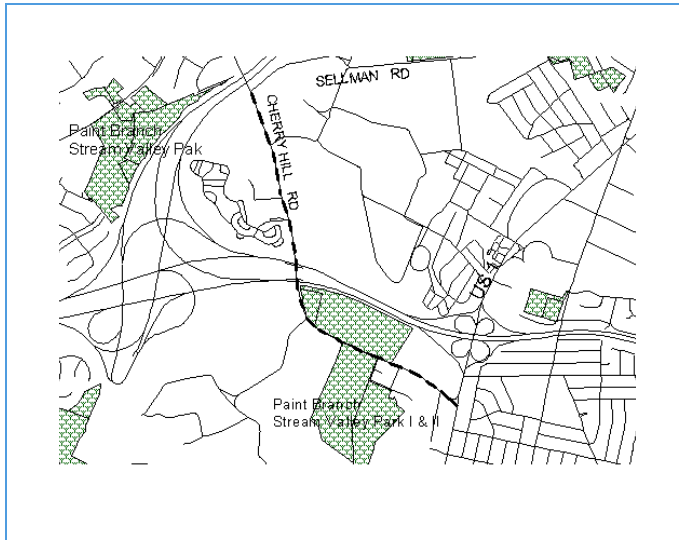 SELLMAN RD
CHERRY HILL RD
Paint Branch
Stream Valley Pak
US 1
Paint Branch
Stream Valley Park I & II